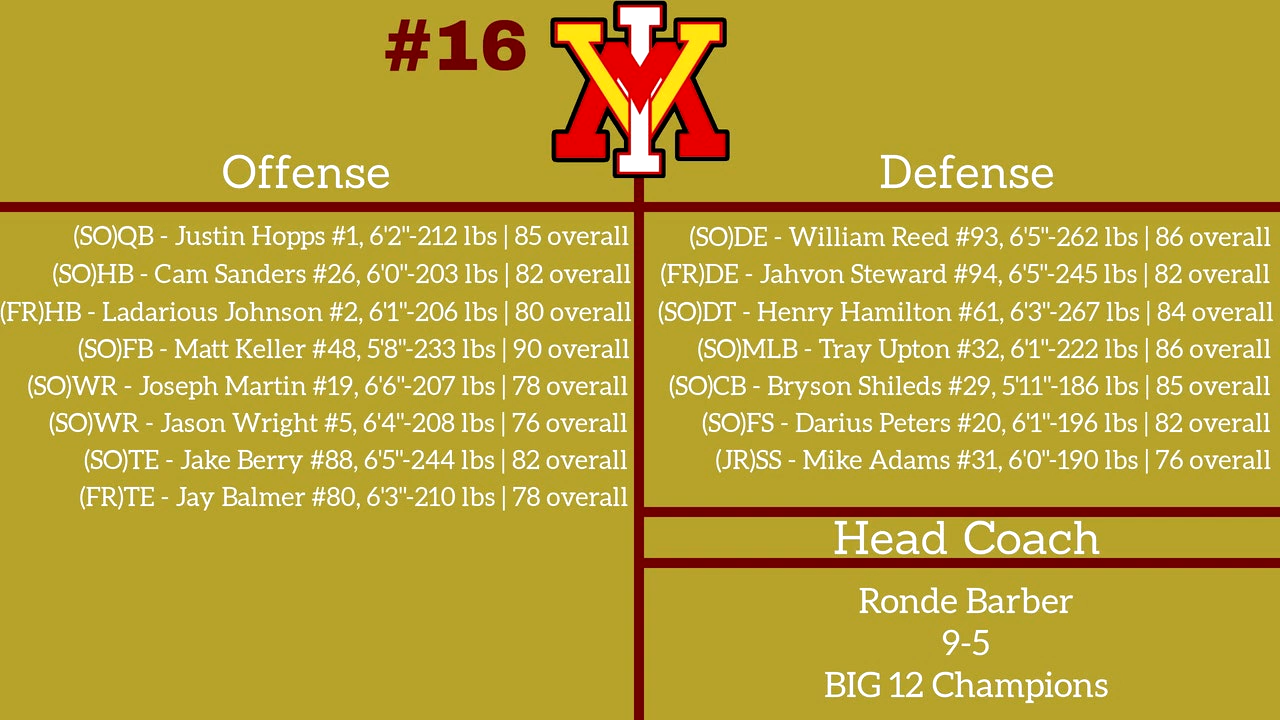 #16
VMI
Offense
(SO)QB - Justin Hopps #1, 6'2"-212 lbs | 85 overall
(SO)HB - Cam Sanders #26, 6'0"-203 lbs | 82 overall
(FR)HB - Ladarious Johnson #2, 6'1"-206 lbs | 80 overall
(SO)FB - Matt Keller #48, 5'8"-233 lbs | 90 overall
(SO)WR - Joseph Martin #19, 6'6"-207 lbs | 78 overall
(SO)WR - Jason Wright #5, 6'4"-208 lbs | 76 overall
(SO)TE - Jake Berry #88, 6'5"-244 lbs | 82 overall
(FR)TE - Jay Balmer #80, 6'3"-210 lbs | 78 overall
Defense
(SO)DE - William Reed #93, 6'5"-262 lbs | 86 overall
(FR)DE - Jahvon Steward #94, 6'5"-245 lbs | 82 overall
(SO)DT - Henry Hamilton #61, 6'3"-267 lbs | 84 overall
(SO)MLB - Tray Upton #32, 6'1"-222 lbs | 86 overall
(SO)CB - Bryson Shileds #29, 5'11"-186 lbs | 85 overall
(SO)FS - Darius Peters #20, 6'1"-196 lbs | 82 overall
(JR)SS - Mike Adams #31, 6'0"-190 lbs | 76 overall
Head Coach
Ronde Barber
9-5
BIG 12 Champions